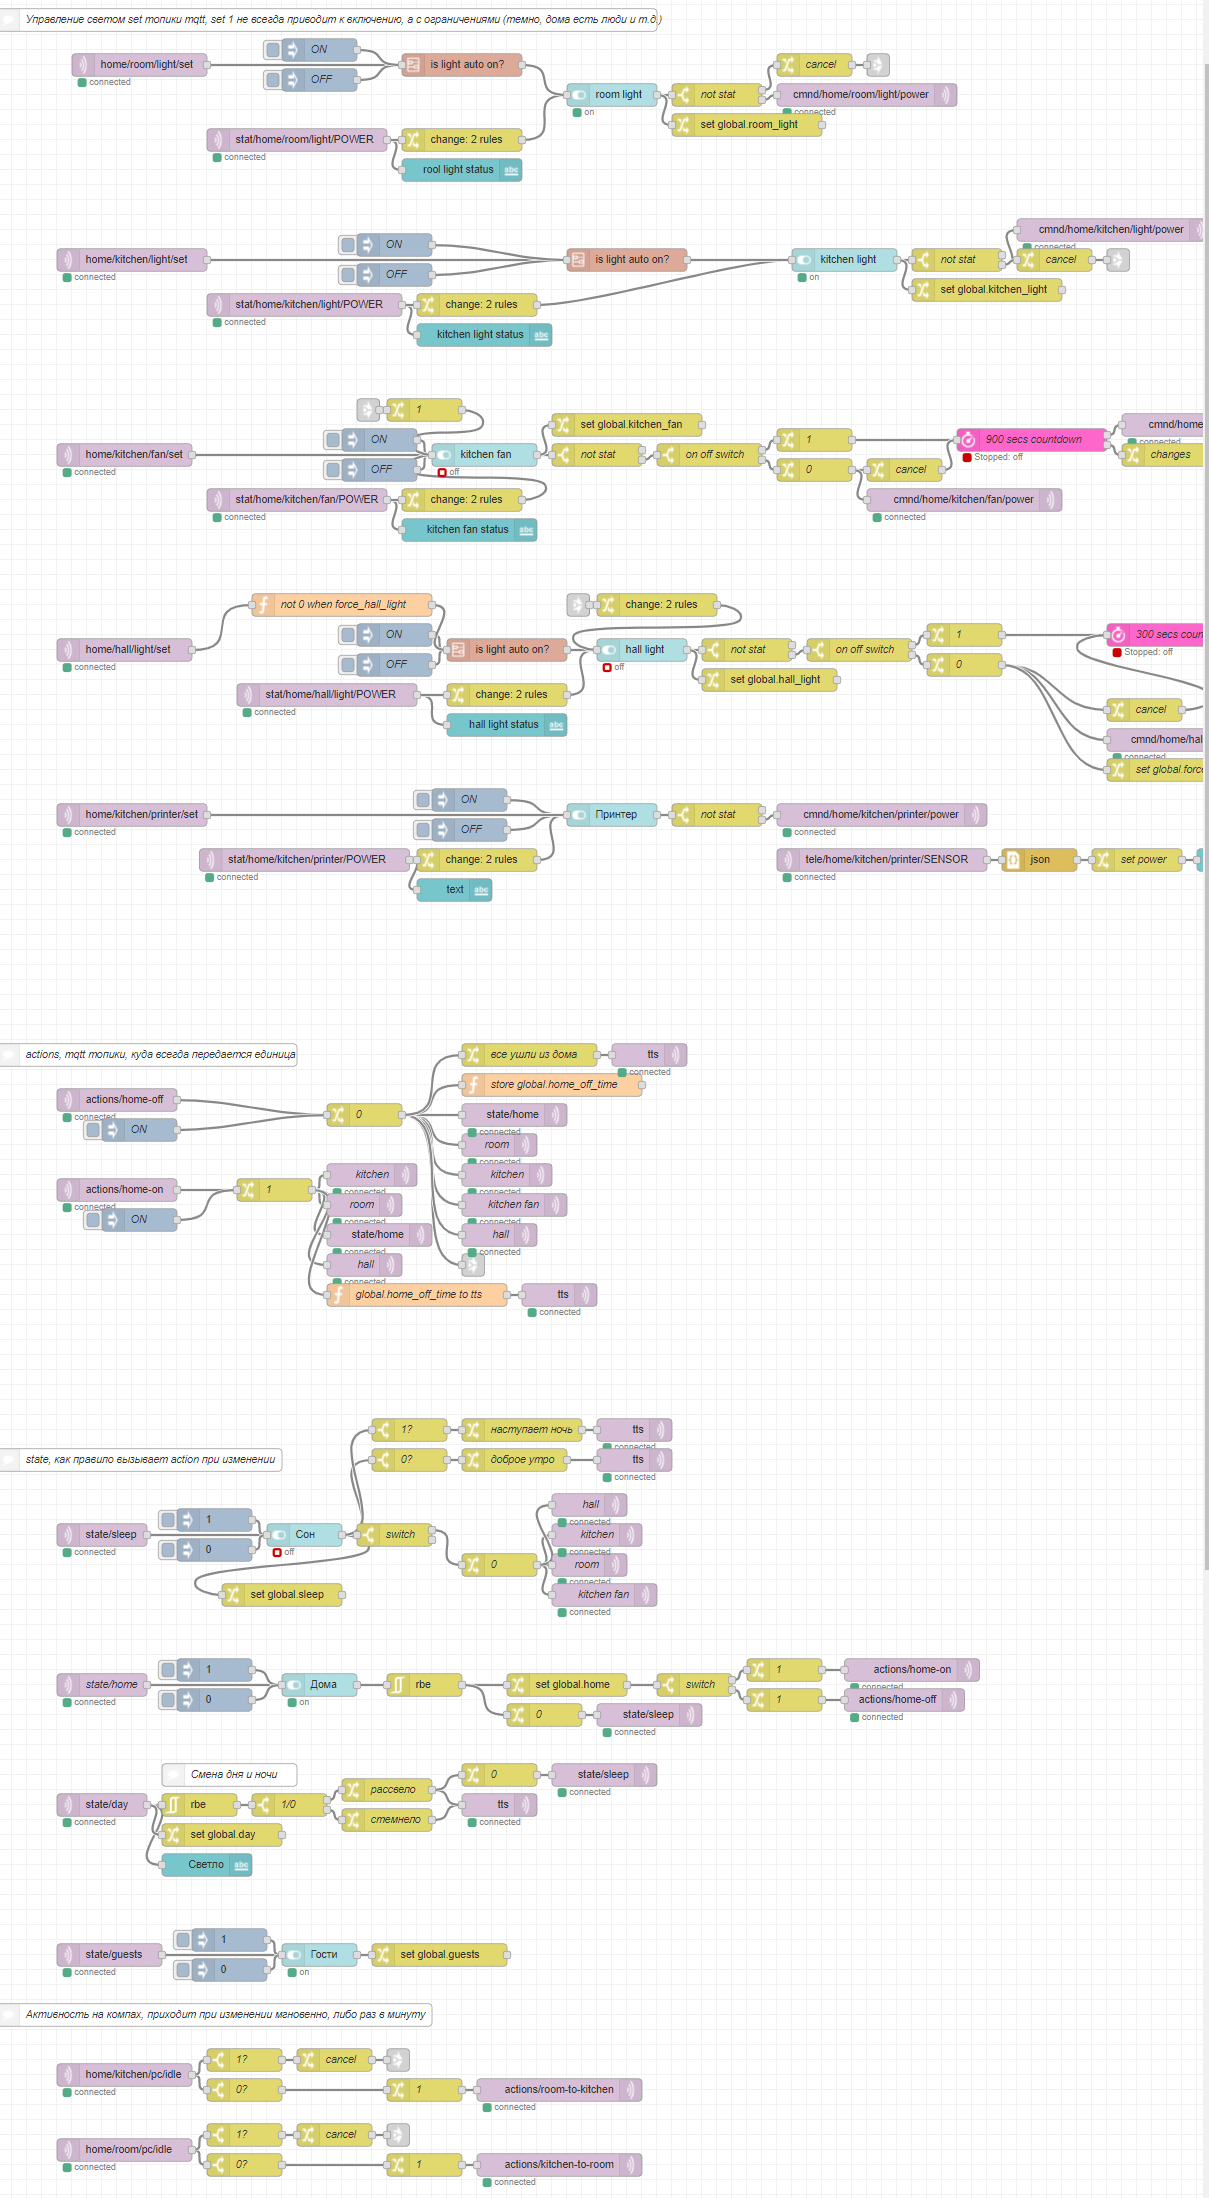 Управление светом set топики mqtt, set 1 не всегда приводит к включению, а с ограничениями (темно, дома есть люди и т.д.)
ON
home/room/light/set
is light auto on?
cancel
connected
OFF
room light
not stat
cmnd/home/room/light/power
on
connected
set global.room_light
stat/home/room/light/POWER
change: 2 rules
connected
rool light status
cmnd/home/kitchen/light/power
ON
connected
home/kitchen/light/set
is light auto on?
kitchen light
not stat
cancel
connected
OFF
on
set global.kitchen_light
stat/home/kitchen/light/POWER
change: 2 rules
connected
kitchen light status
1
set global.kitchen_fan
cmnd/home
ON
1
900 secs countdown
connected
home/kitchen/fan/set
kitchen fan
not stat
on off switch
Stopped: off
changes
connected
OFF
off
0
cancel
stat/home/kitchen/fan/POWER
change: 2 rules
cmnd/home/kitchen/fan/power
connected
connected
kitchen fan status
not 0 when force_hall_light
change: 2 rules
ON
1
300 secs coun
home/hall/light/set
is light auto on?
hall light
not stat
on off switch
Stopped: off
connected
OFF
off
0
set global.hall_light
stat/home/hall/light/POWER
change: 2 rules
cancel
connected
hall light status
cmnd/home/hal
connected
set global.force
ON
home/kitchen/printer/set
Принтер
not stat
cmnd/home/kitchen/printer/power
connected
OFF
connected
stat/home/kitchen/printer/POWER
change: 2 rules
tele/home/kitchen/printer/SENSOR
json
set power
connected
connected
text
actions, mqtt топики, куда всегда передается единица
все ушли из дома
tts
connected
store global.home_off_time
actions/home-off
0
state/home
connected
ON
connected
room
connected
kitchen
kitchen
connected
actions/home-on
1
connected
room
kitchen fan
connected
ON
connected
connected
state/home
hall
connected
connected
hall
connected
global.home_off_time to tts
tts
connected
1?
наступает ночь
tts
connected
state, как правило вызывает action при изменении
0?
доброе утро
tts
connected
hall
1
connected
state/sleep
Сон
switch
kitchen
connected
0
off
connected
0
room
connected
set global.sleep
kitchen fan
connected
1
1
actions/home-on
state/home
Дома
rbe
set global.home
switch
connected
connected
0
on
1
actions/home-off
0
state/sleep
connected
connected
Смена дня и ночи
0
state/sleep
рассвело
connected
state/day
rbe
1/0
tts
connected
стемнело
connected
set global.day
Светло
1
state/guests
Гости
set global.guests
connected
0
on
Активность на компах, приходит при изменении мгновенно, либо раз в минуту
1?
cancel
home/kitchen/pc/idle
connected
0?
1
actions/room-to-kitchen
connected
1?
cancel
home/room/pc/idle
connected
0?
1
actions/kitchen-to-room
connected